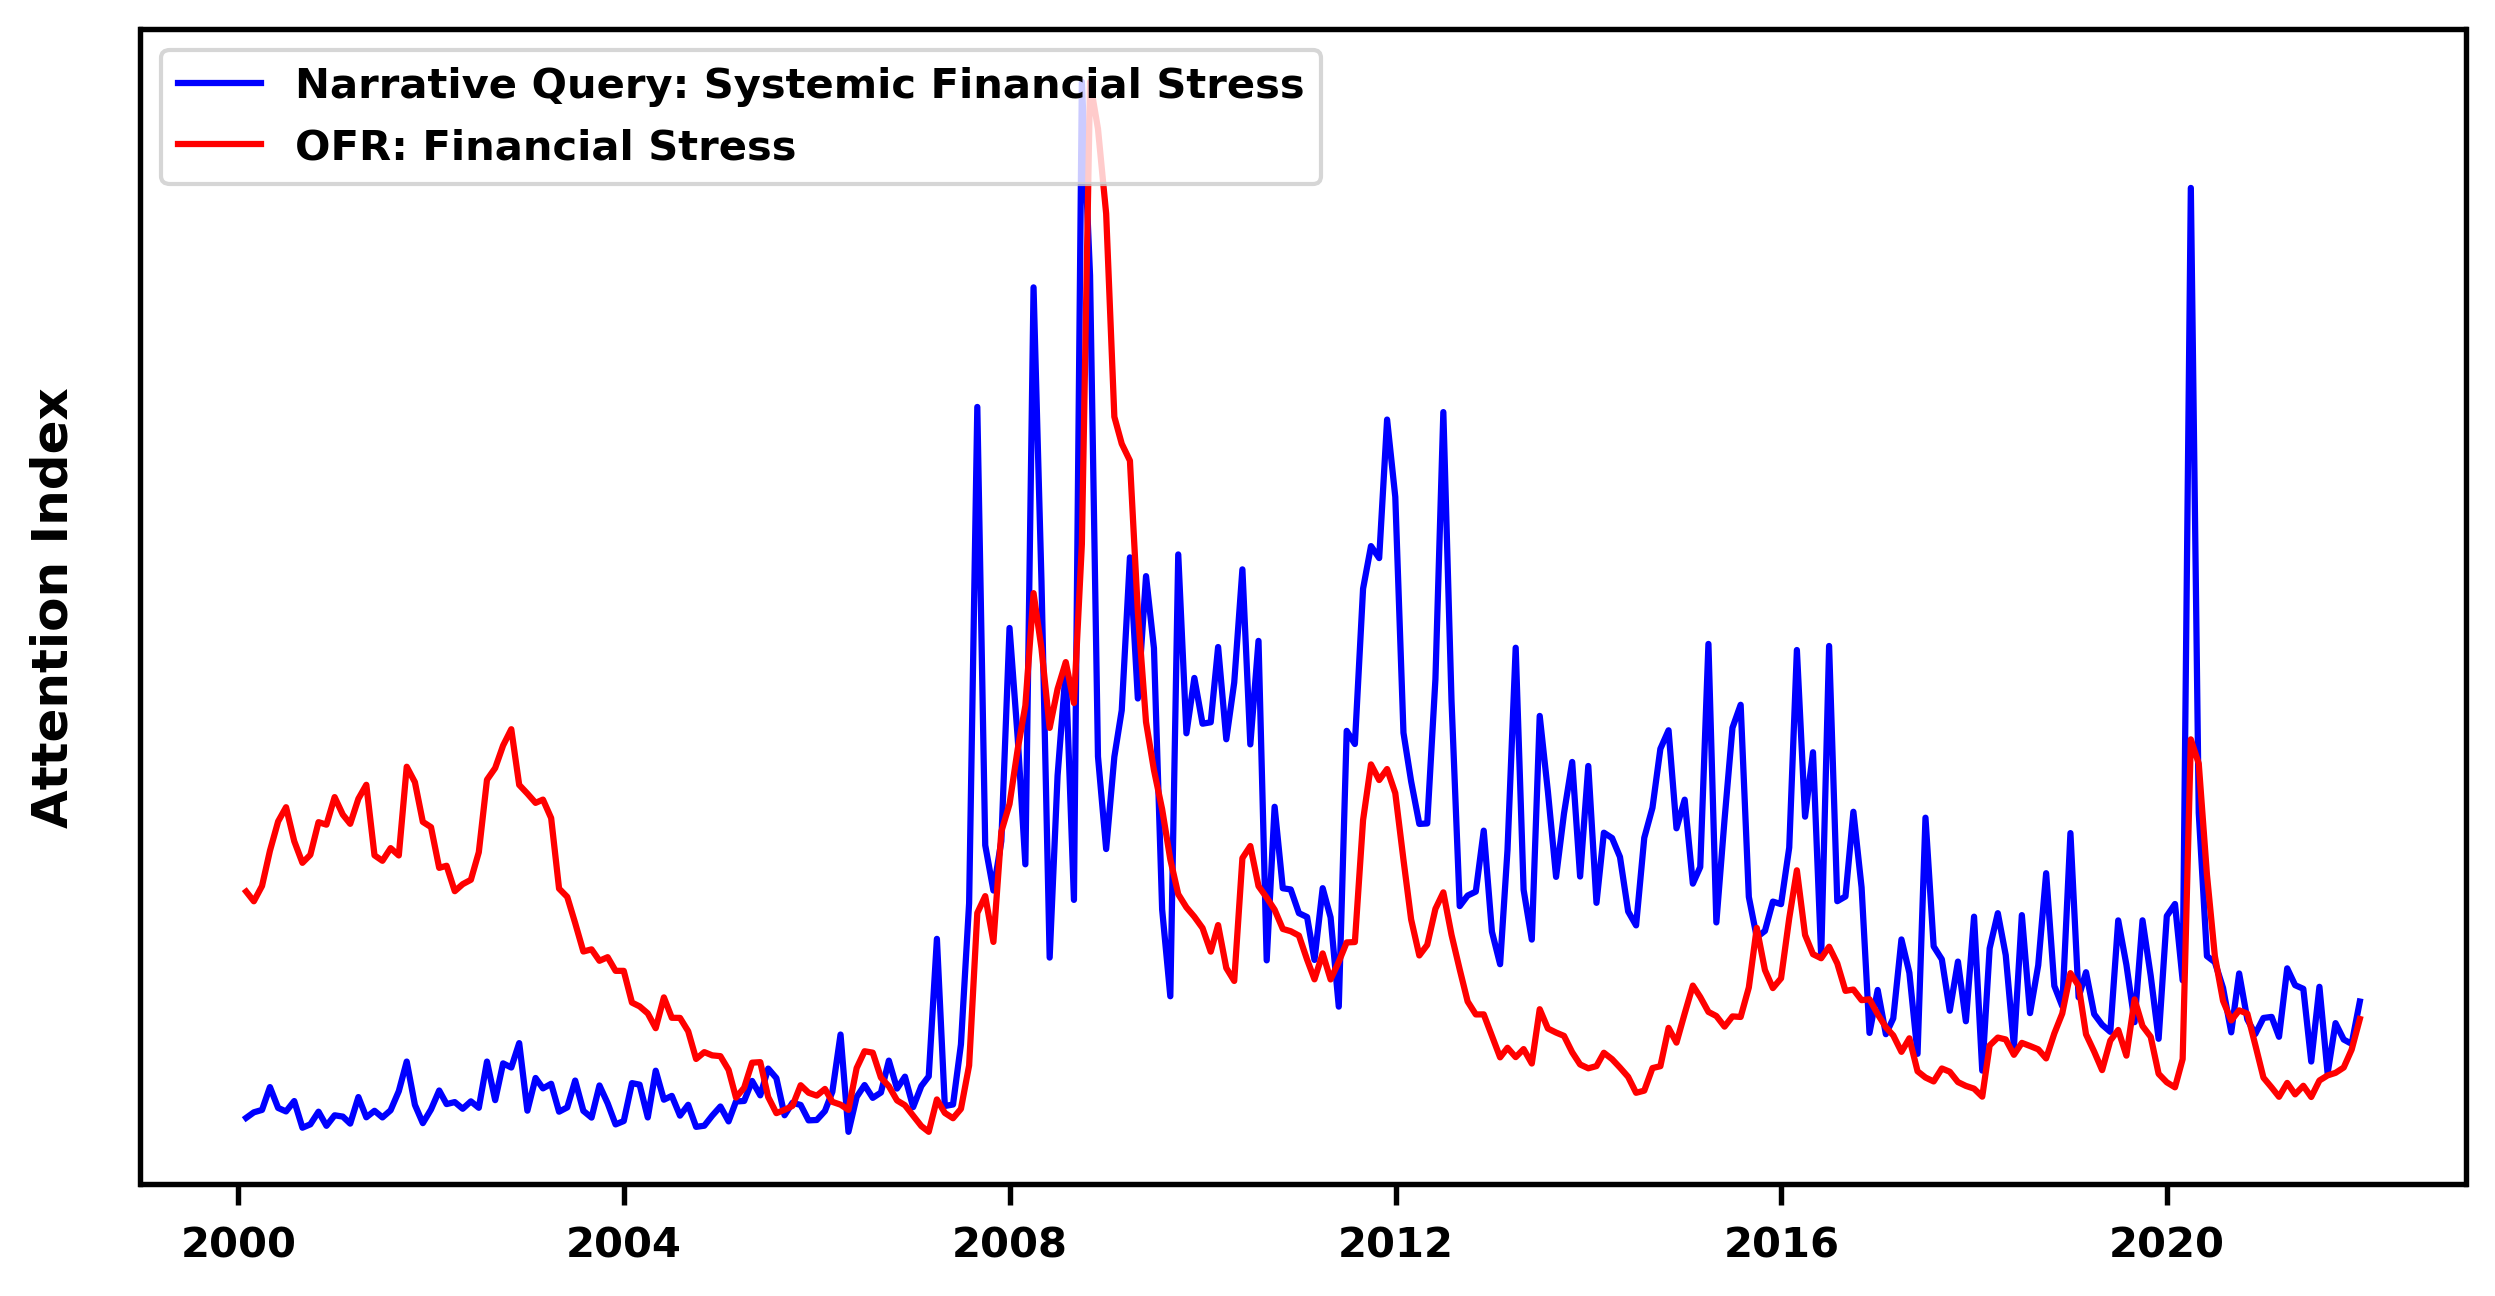 Narrative Query: Systemic Financial Stress
OFR: Financial Stress
Attention Index
2000 2004 2008 2012 2016 2020